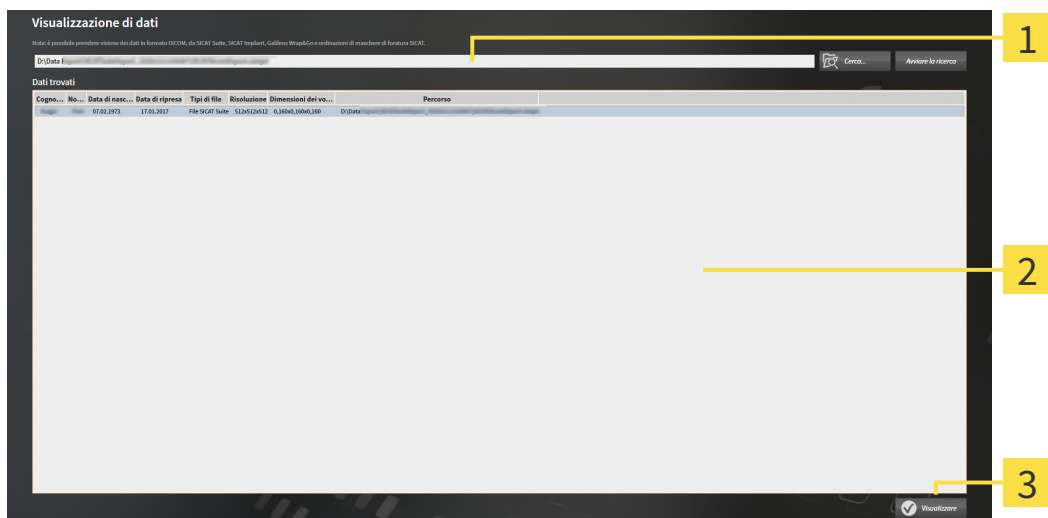 Visualizzazione di dati
1
Nota: è possibile prendere visione dei dati in formato DICOM, da SICAT Suite, SICAT Implant, Galileos Wrap&Go e ordinazioni di maschere di foratura SICAT.
D:\Data
Cerca...
Avviare la ricerca
Dati trovati
Cogno... No... Data di nasc... Data di ripresa Tipi di file Risoluzione Dimensioni dei vo... Percorso
07.02.1973 17.01.2017 File SICAT Suite 512x512x512 0,160x0,160x0,160 D:\Data
2
3
Visualizzare